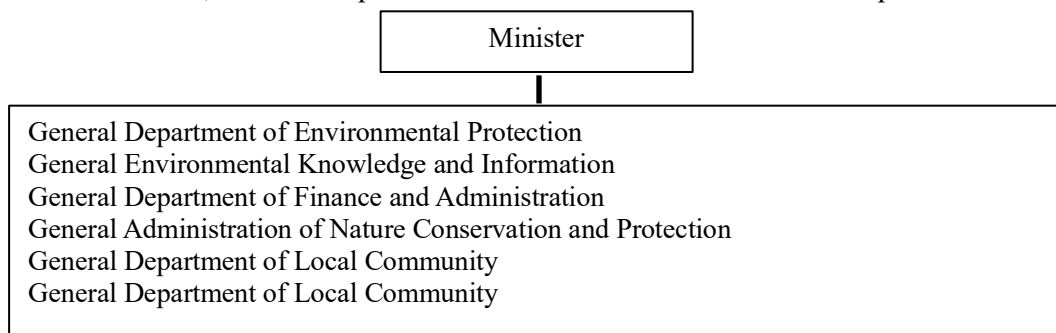 Minister
General Department of Environmental Protection
General Environmental Knowledge and Information
General Department of Finance and Administration
General Administration of Nature Conservation and Protection
General Department of Local Community
General Department of Local Community